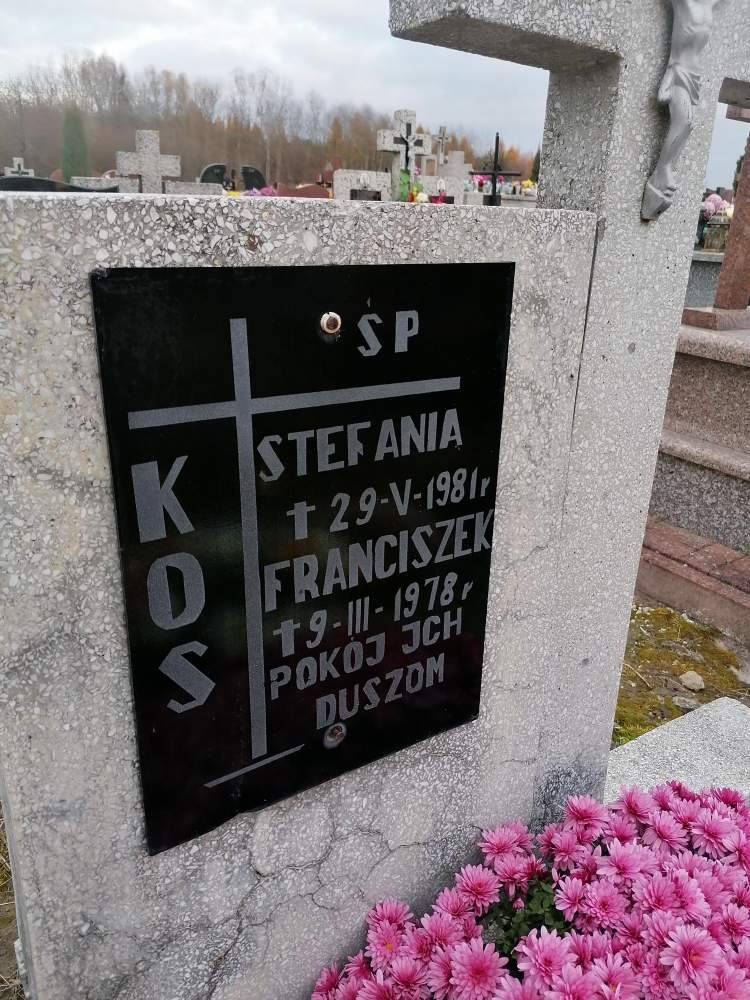 ŚP
KOS
STEFANIA
† 29-V-1981r
FRANCISZEK
† 9-III-1978r
POKÓJ JCH
DUSZOM